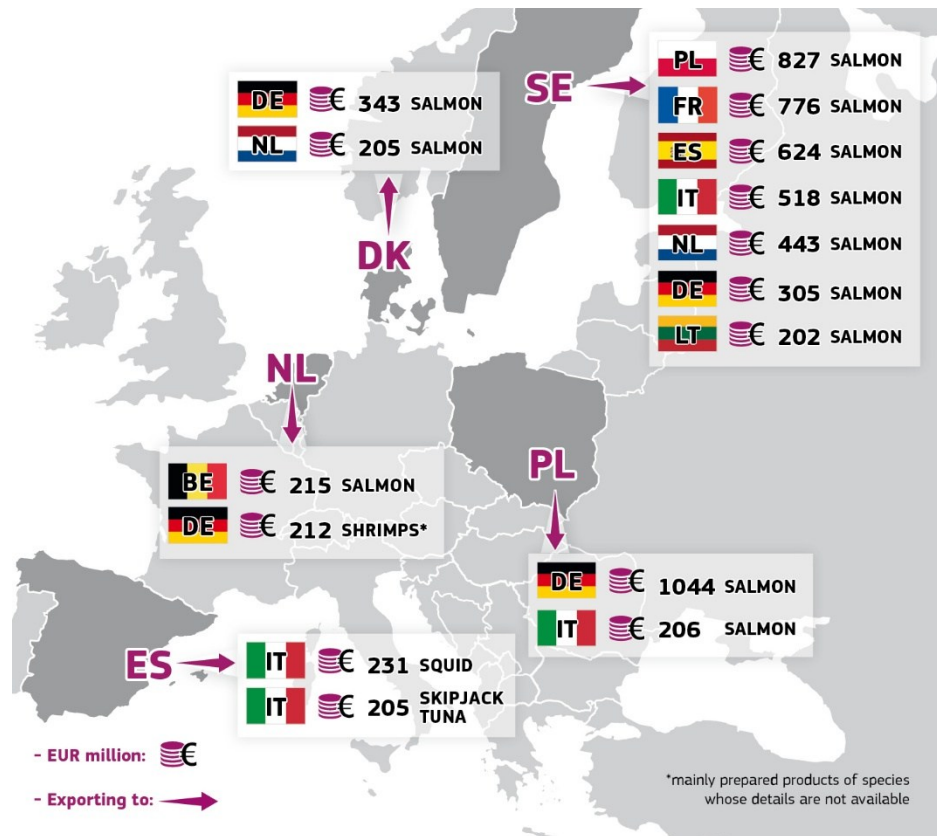 DE € 343 SALMON
NL € 205 SALMON
DK
SE
PL € 827 SALMON
FR € 776 SALMON
ES € 624 SALMON
IT € 518 SALMON
NL € 443 SALMON
DE € 305 SALMON
LT € 202 SALMON
NL
BE € 215 SALMON
DE € 212 SHRIMPS*
PL
DE € 1044 SALMON
IT € 206 SALMON
ES
IT € 231 SQUID
IT € 205 SKIPJACK
TUNA
- EUR million: €
- Exporting to:
*mainly prepared products of species
whose details are not available